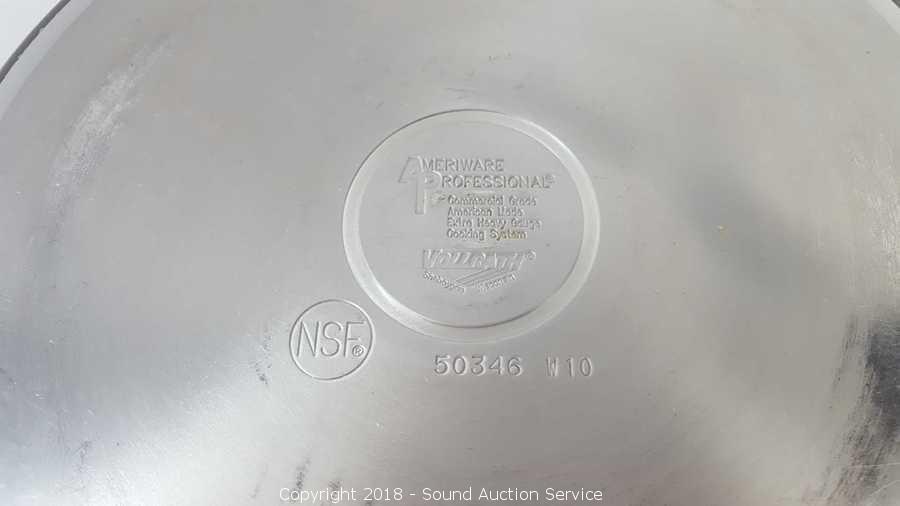 AMERIWARE
PROFESSIONAL®
Commercial Grade
American Made
Extra Heavy Gauge
Cooking System
VOLLRATH®
NSF®
50346 W10
Copyright 2018 - Sound Auction Service